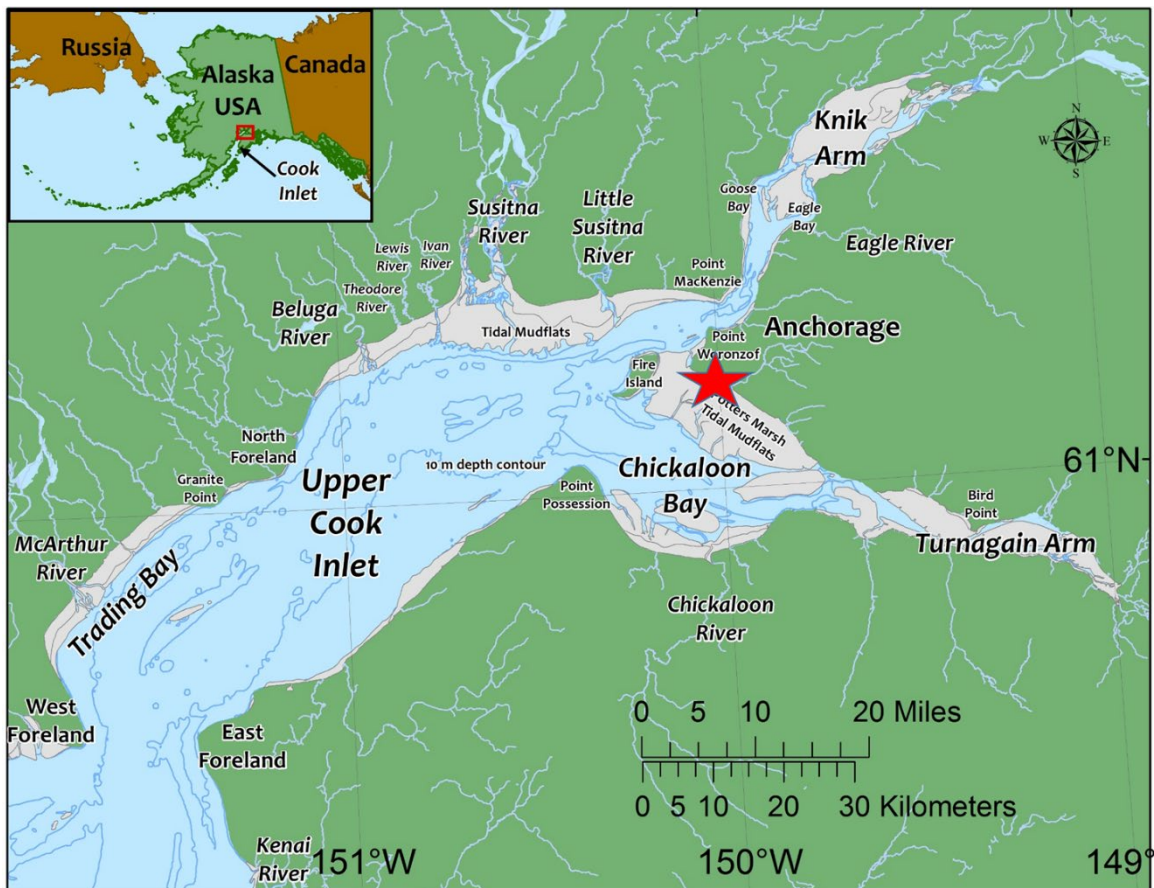 Russia
Alaska
USA
Canada
Cook
Inlet
N
W
E
S
Knik
Arm
Goose
Bay
Eagle
Bay
Eagle River
Susitna
River
Little
Susitna
River
Lewis
River
Ivan
River
Theodore
River
Beluga
River
Point
MacKenzie
Tidal Mudflats
Anchorage
Point
Woronzof
Fire
Island
Potters Marsh
Tidal Mudflats
North
Foreland
Granite
Point
10 m depth contour
Upper
Cook
Inlet
Chickaloon
Bay
Point
Possession
61°N
Bird
Point
Turnagain Arm
McArthur
River
Trading Bay
Chickaloon
River
West
Foreland
East
Foreland
0 5 10 20 Miles
0 5 10 20 30 Kilometers
Kenai
River
151°W
150°W
149°